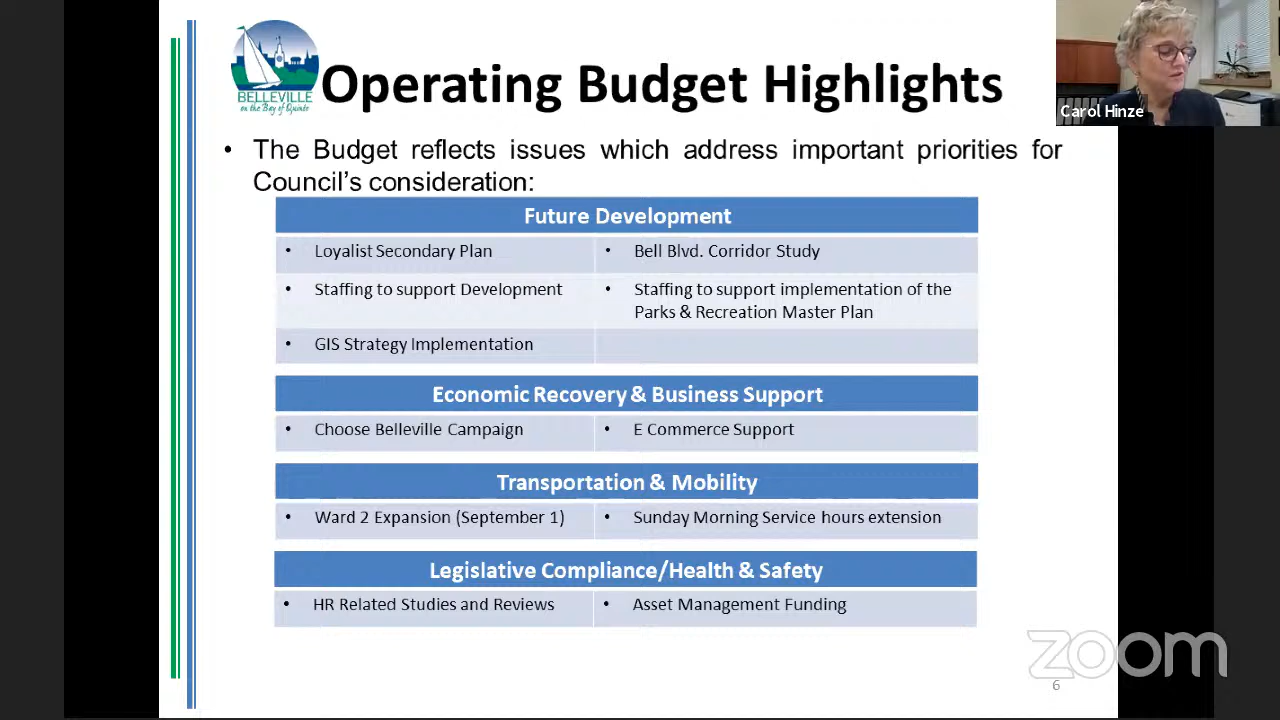 BELLEVILLE
on the Bay of Quinte
Operating Budget Highlights
Carol Hinze
• The Budget reflects issues which address important priorities for
Council's consideration:
Future Development
• Loyalist Secondary Plan
• Bell Blvd. Corridor Study
• Staffing to support Development
• Staffing to support implementation of the
Parks & Recreation Master Plan
• GIS Strategy Implementation
Economic Recovery & Business Support
• Choose Belleville Campaign
• E Commerce Support
Transportation & Mobility
• Ward 2 Expansion (September 1)
• Sunday Morning Service hours extension
Legislative Compliance/Health & Safety
• HR Related Studies and Reviews
• Asset Management Funding
zoom
6